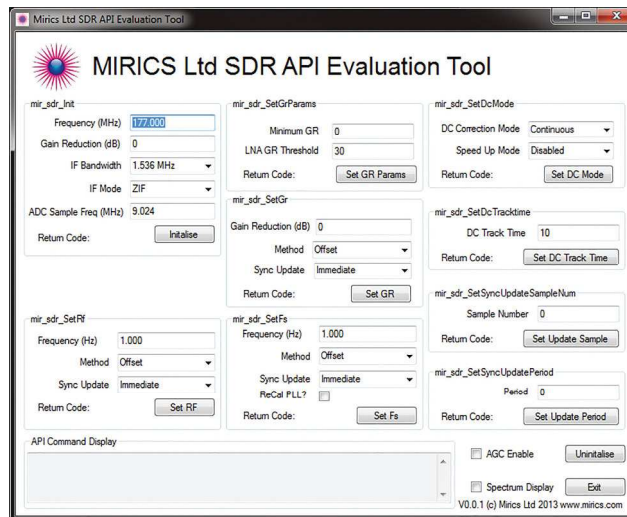 Mirics Ltd SDR API Evaluation Tool
MIRICS Ltd SDR API Evaluation Tool
mir_sdr_Init
Frequency (MHz) 177.000
Gain Reduction (dB) 0
IF Bandwidth 1.536 MHz
IF Mode ZIF
ADC Sample Freq (MHz) 9.024
Return Code: Initalise
mir_sdr_SetGrParams
Minimum GR 0
LNA GR Threshold 30
Return Code: Set GR Params
mir_sdr_SetDcMode
DC Correction Mode Continuous
Speed Up Mode Disabled
Return Code: Set DC Mode
mir_sdr_SetGr
Gain Reduction (dB) 0
Method Offset
Sync Update Immediate
Return Code: Set GR
mir_sdr_SetDcTracktime
DC Track Time 10
Return Code: Set DC Track Time
mir_sdr_SetSyncUpdateSampleNum
Sample Number 0
Return Code: Set Update Sample
mir_sdr_SetRf
Frequency (Hz) 1.000
Method Offset
Sync Update Immediate
Return Code: Set RF
mir_sdr_SetFs
Frequency (Hz) 1.000
Method Offset
Sync Update Immediate
ReCal PLL?
Return Code: Set Fs
mir_sdr_SetSyncUpdatePeriod
Period 0
Return Code: Set Update Period
API Command Display
AGC Enable Uninitalise
Spectrum Display Exit
V0.0.1 (c) Mirics Ltd 2013 www.mirics.com